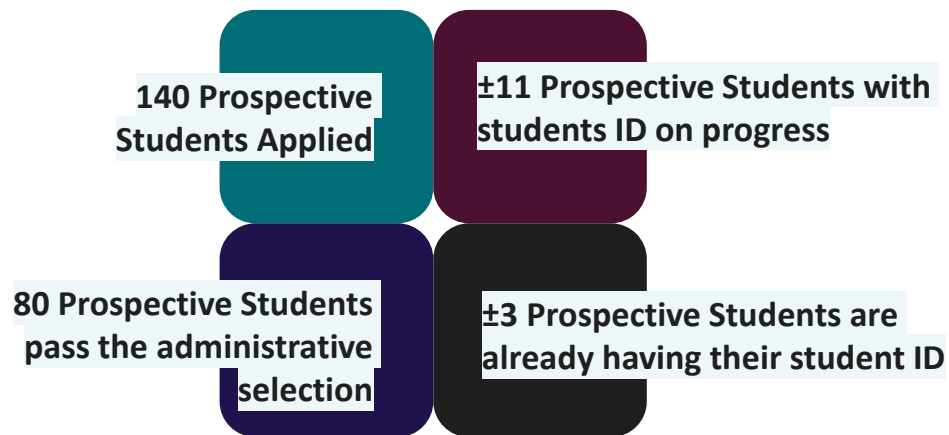 140 Prospective
Students Applied
±11 Prospective Students with
students ID on progress
80 Prospective Students
pass the administrative
selection
±3 Prospective Students are
already having their student ID